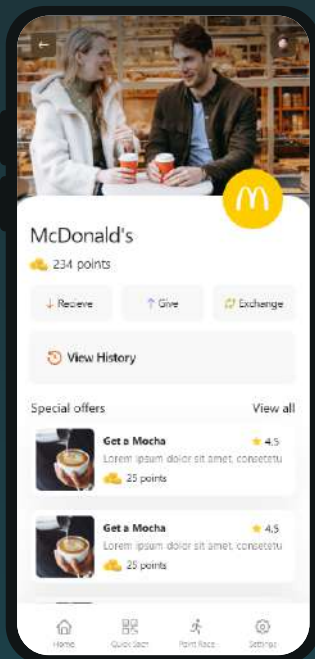 McDonald's
234 points
Recieve Give Exchange
View History
Special offers View all
Get a Mocha 4.5
Lorem ipsum dolor sit amet, consetetu
25 points
Get a Mocha 4.5
Lorem ipsum dolor sit amet, consetetu
25 points
Home Quick Scan Point Race Settings